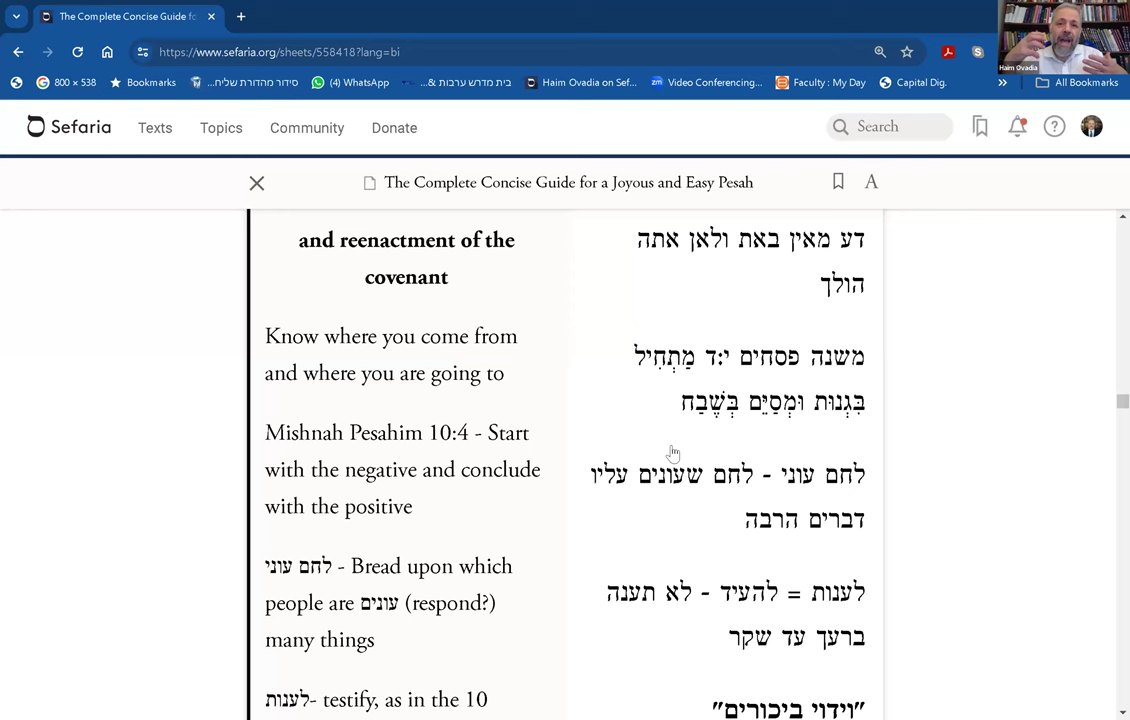 The Complete Concise Guide fo
https://www.sefaria.org/sheets/558418?lang=bi
Haim Ovadia
800 × 538
Bookmarks
סידור מהדורת שליח...
(4) WhatsApp
בית מדרש ערבות &...
Haim Ovadia on Sef...
Video Conferencing...
Faculty : My Day
Capital Dig.
»
All Bookmarks
Sefaria
Texts
Topics
Community
Donate
Search
The Complete Concise Guide for a Joyous and Easy Pesah
A
and reenactment of the
covenant
Know where you come from
and where you are going to
Mishnah Pesahim 10:4 - Start
with the negative and conclude
with the positive
לחם עוני - Bread upon which
people are עונים (respond?)
many things
לענות- testify, as in the 10
דע מאין באת ולאן אתה
הולך
משנה פסחים י:ד מַתְחִיל
בִּגְנוּת וּמְסַיֵּם בְּשֶׁבַח
לחם עוני - לחם שעונים עליו
דברים הרבה
לענות = להעיד - לא תענה
ברעך עד שקר
"וידוי ביכורים"